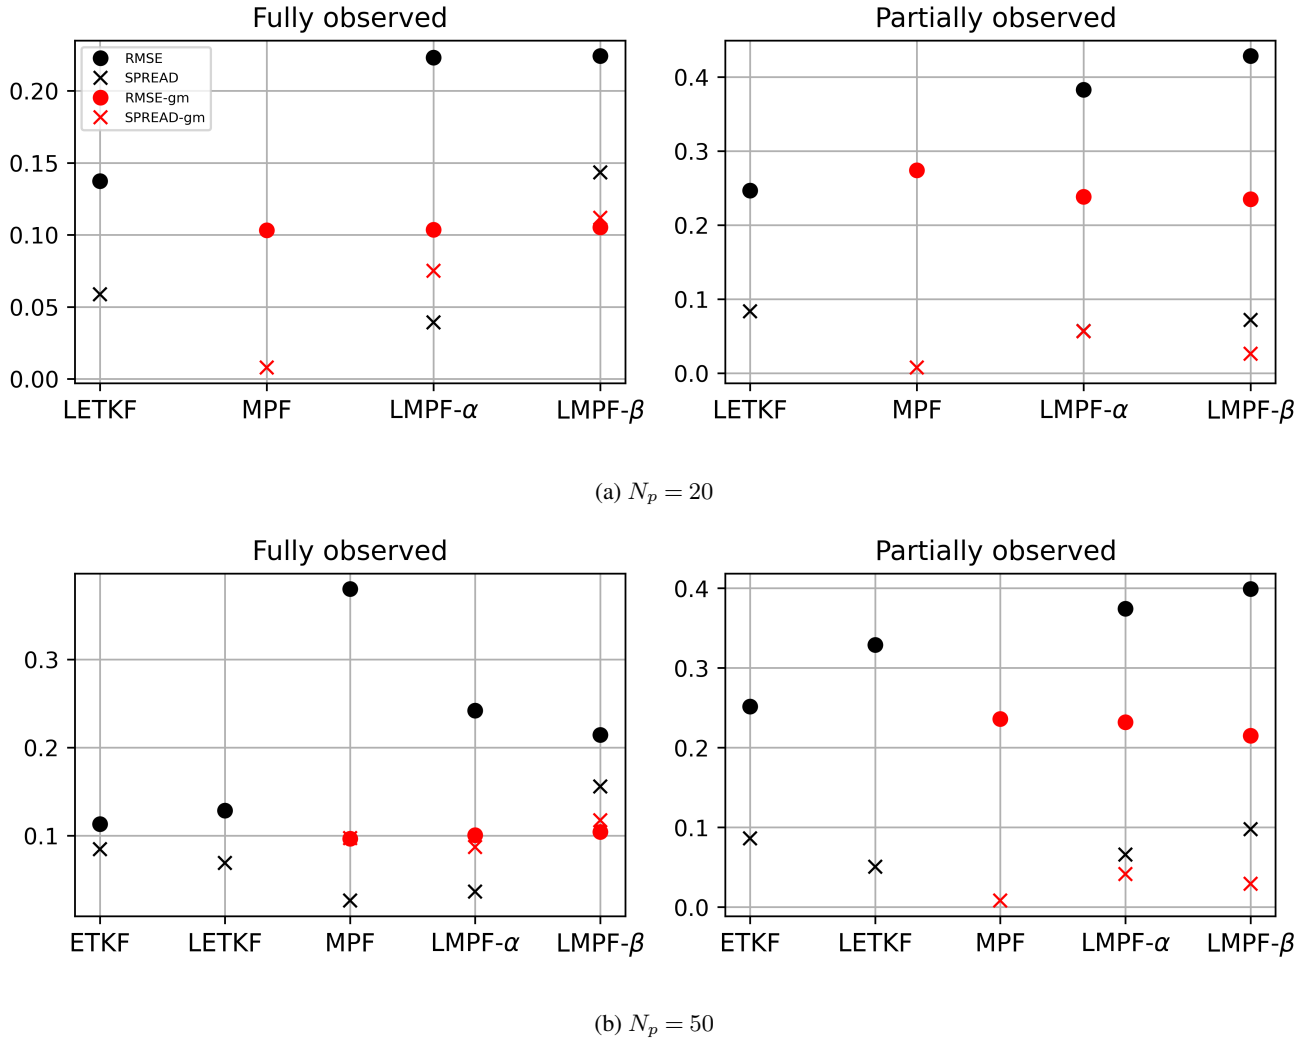 Fully observed
Partially observed
RMSE
SPREAD
RMSE-gm
SPREAD-gm
0.20
0.15
0.10
0.05
0.00
LETKF MPF LMPF-α LMPF-β
0.4
0.3
0.2
0.1
0.0
LETKF MPF LMPF-α LMPF-β
(a) N_p = 20
Fully observed
Partially observed
0.3
0.2
0.1
ETKF LETKF MPF LMPF-α LMPF-β
0.4
0.3
0.2
0.1
0.0
ETKF LETKF MPF LMPF-α LMPF-β
(b) N_p = 50